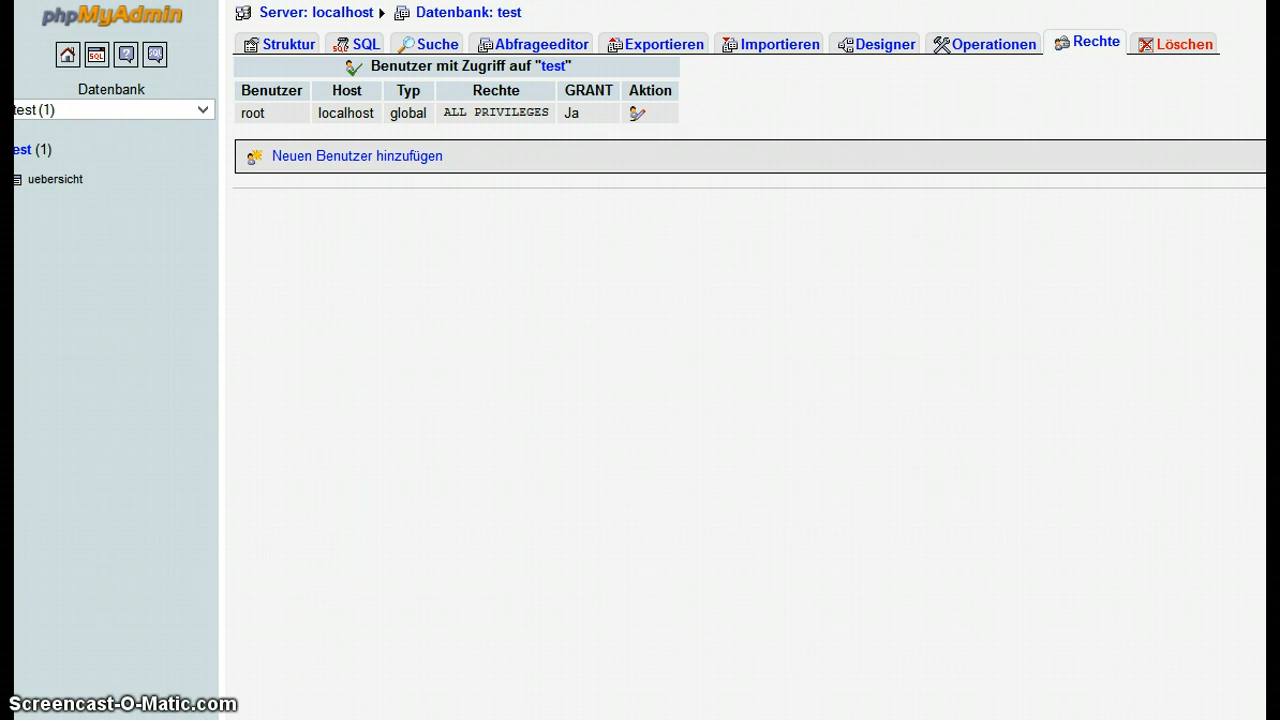 phpMyAdmin
Server: localhost Datenbank: test
Struktur SQL Suche Abfrageeditor Exportieren Importieren Designer Operationen Rechte Löschen
SQL
Datenbank
test (1)
est (1)
uebersicht
Benutzer mit Zugriff auf "test"
Benutzer Host Typ Rechte GRANT Aktion
root localhost global ALL PRIVILEGES Ja
Neuen Benutzer hinzufügen
Screencast-O-Matic.com